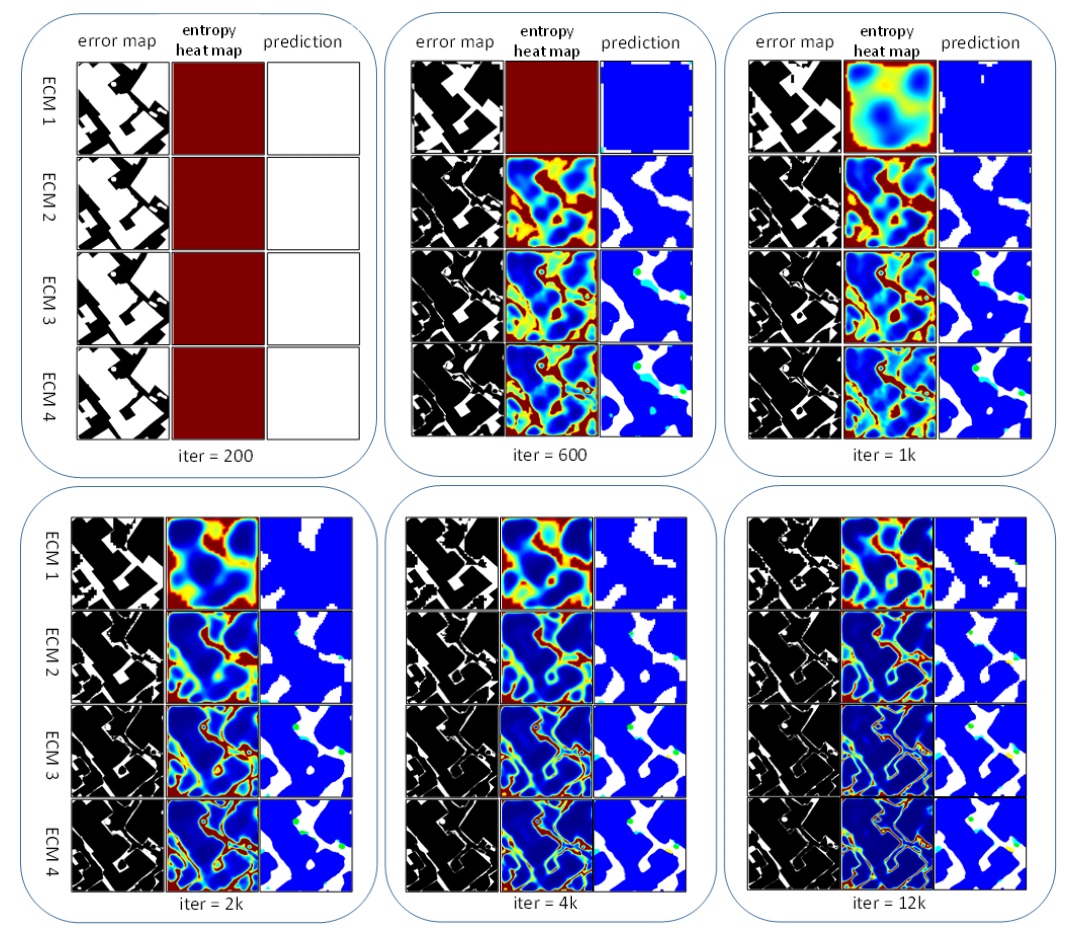 error map
entropy
heat map
prediction
error map
entropy
heat map
prediction
error map
entropy
heat map
prediction
ECM 1
ECM 2
ECM 3
ECM 4
iter = 200
iter = 600
iter = 1k
ECM 1
ECM 2
ECM 3
ECM 4
iter = 2k
iter = 4k
iter = 12k